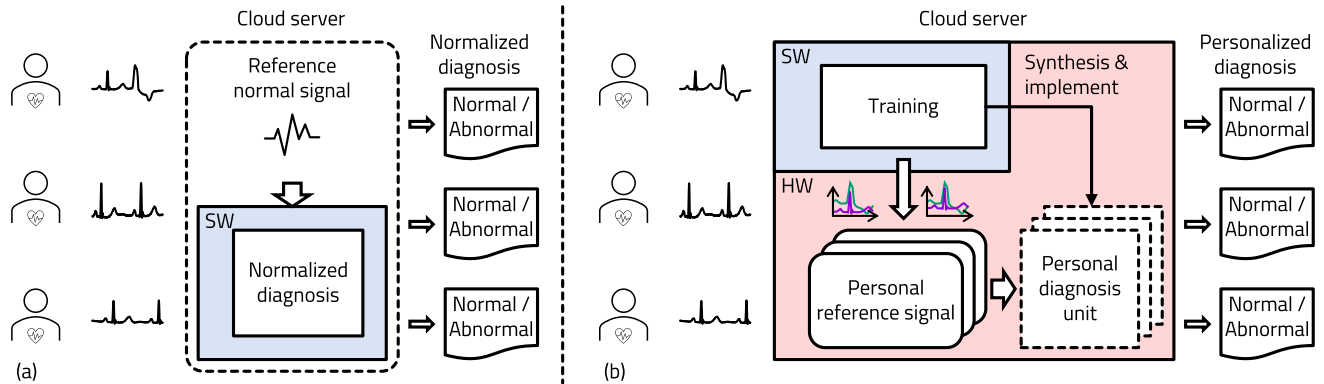 Cloud server
Reference
normal signal
SW
Normalized
diagnosis
Normalized
diagnosis
Normal /
Abnormal
Normal /
Abnormal
Normal /
Abnormal
(a)
Cloud server
SW
Training
Synthesis &
implement
HW
Personal
reference signal
Personal
diagnosis
unit
Personalized
diagnosis
Normal /
Abnormal
Normal /
Abnormal
Normal /
Abnormal
(b)